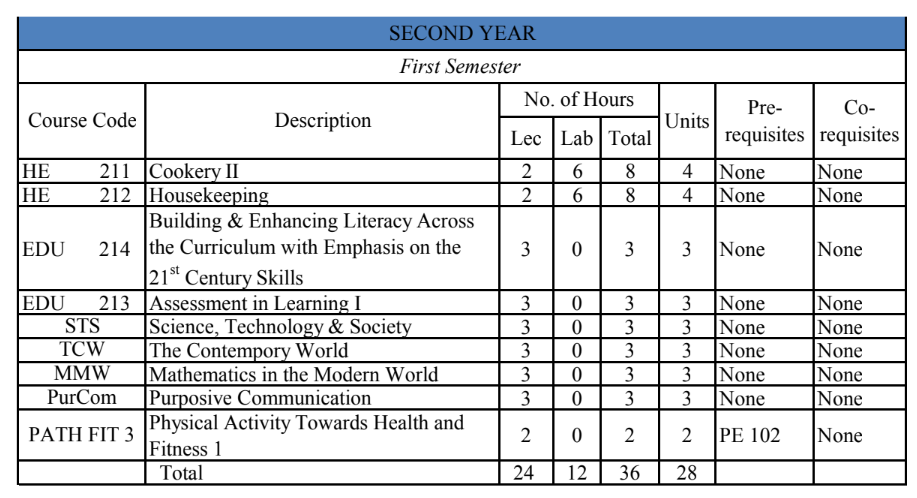 SECOND YEAR
First Semester
Course Code Description No. of Hours Units Pre-requisites Co-requisites
Lec Lab Total
HE 211 Cookery II 2 6 8 4 None None
HE 212 Housekeeping 2 6 8 4 None None
EDU 214 Building & Enhancing Literacy Across
the Curriculum with Emphasis on the
21st Century Skills 3 0 3 3 None None
EDU 213 Assessment in Learning I 3 0 3 3 None None
STS Science, Technology & Society 3 0 3 3 None None
TCW The Contempory World 3 0 3 3 None None
MMW Mathematics in the Modern World 3 0 3 3 None None
PurCom Purposive Communication 3 0 3 3 None None
PATH FIT 3 Physical Activity Towards Health and
Fitness 1 2 0 2 2 PE 102 None
Total 24 12 36 28